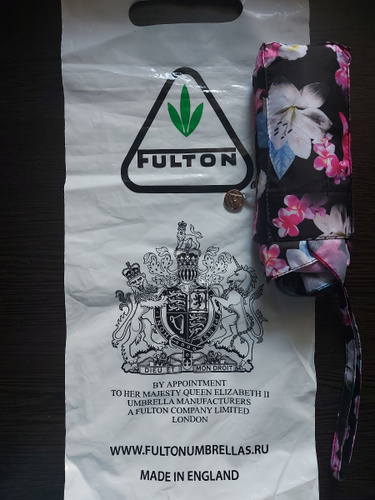 FULTON
DIEU ET MON DROIT
BY APPOINTMENT
TO HER MAJESTY QUEEN ELIZABETH II
UMBRELLA MANUFACTURERS
A FULTON COMPANY LIMITED
LONDON
WWW.FULTONUMBRELLAS.RU
MADE IN ENGLAND